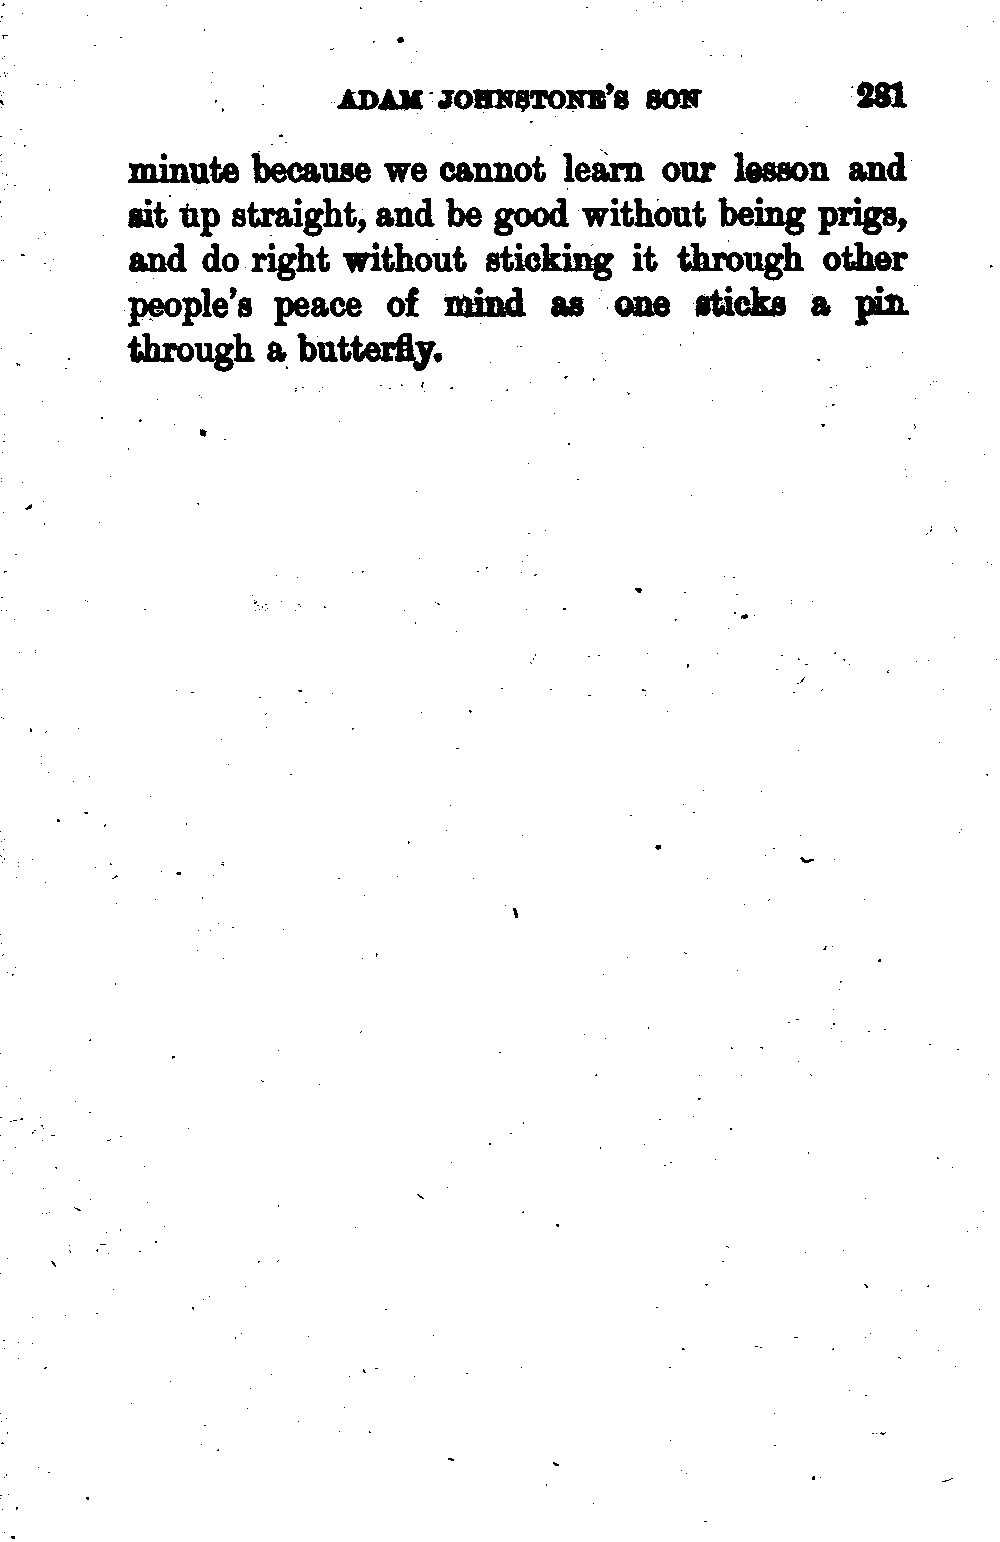 ADAM JOHNSTONE'S SON 281
minute because we cannot learn our lesson and
sit up straight, and be good without being prigs,
and do right without sticking it through other
people's peace of mind as one sticks a pin
through a butterfly.